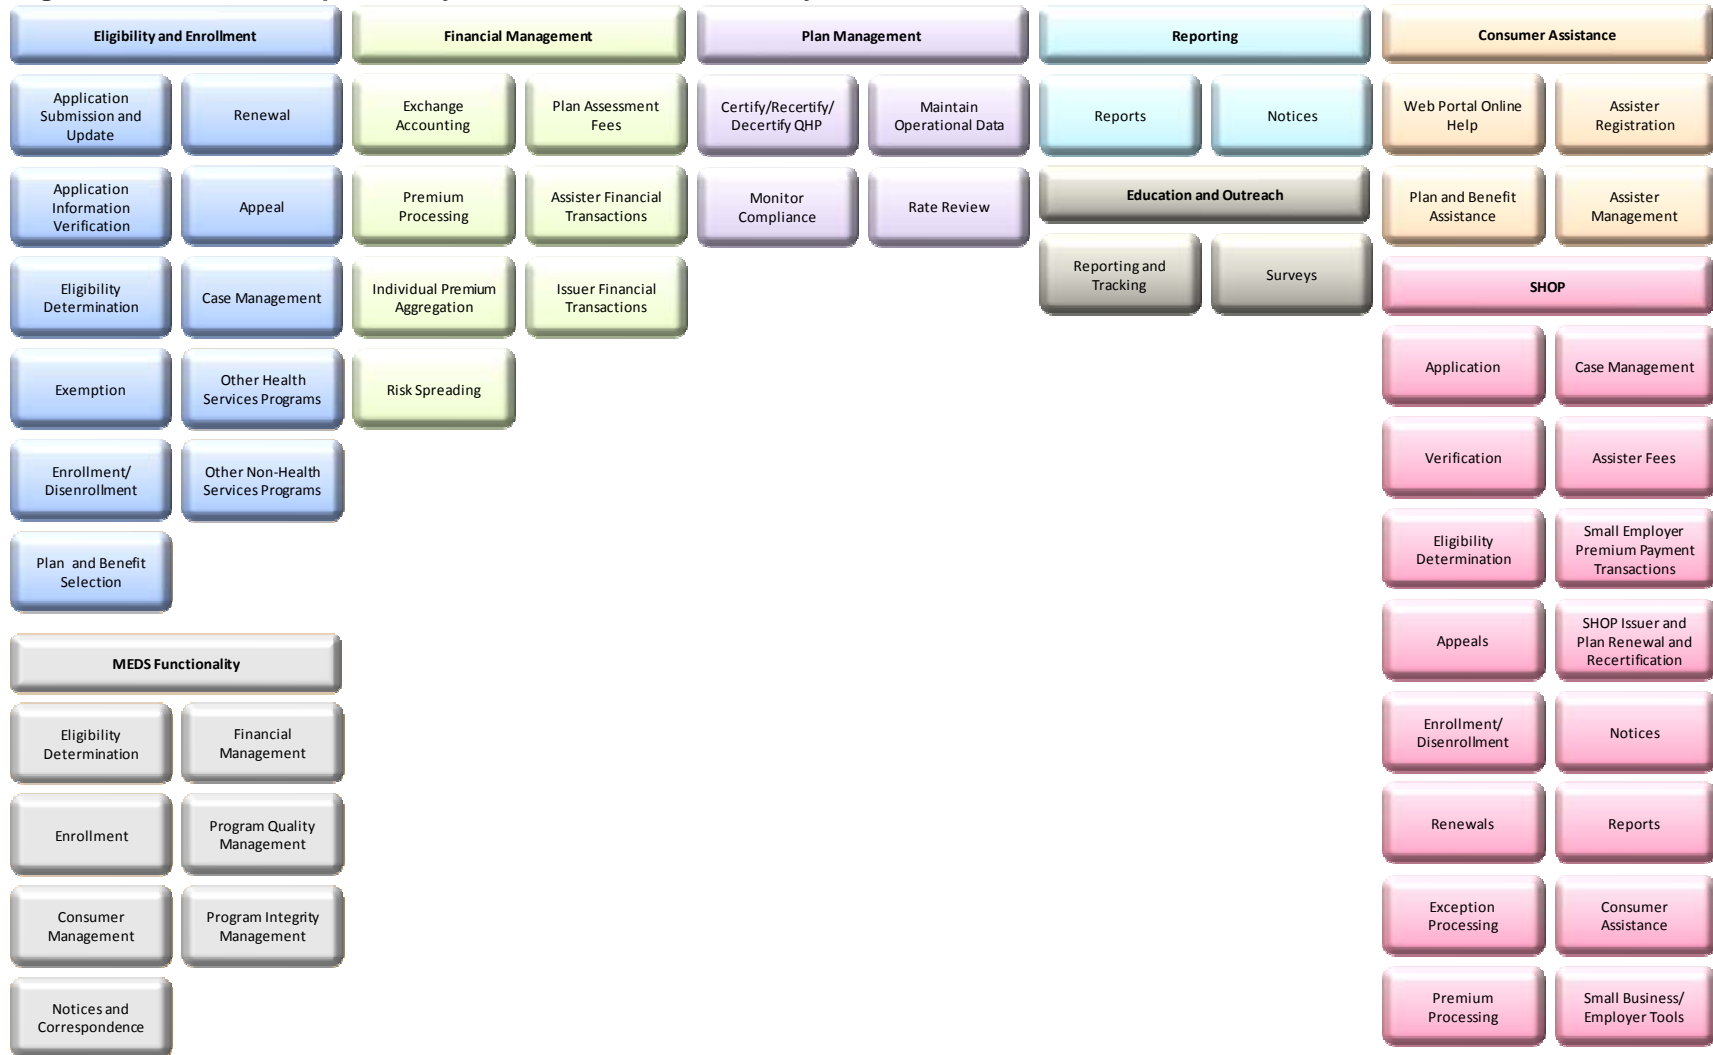 Eligibility and Enrollment
Application
Submission and
Update
Renewal
Application
Information
Verification
Appeal
Eligibility
Determination
Case Management
Exemption
Other Health
Services Programs
Enrollment/
Disenrollment
Other Non-Health
Services Programs
Plan and Benefit
Selection
MEDS Functionality
Eligibility
Determination
Financial
Management
Enrollment
Program Quality
Management
Consumer
Management
Program Integrity
Management
Notices and
Correspondence
Financial Management
Exchange
Accounting
Plan Assessment
Fees
Premium
Processing
Assister Financial
Transactions
Individual Premium
Aggregation
Issuer Financial
Transactions
Risk Spreading
Plan Management
Certify/Recertify/
Decertify QHP
Maintain
Operational Data
Monitor
Compliance
Rate Review
Reporting
Reports
Notices
Education and Outreach
Reporting and
Tracking
Surveys
Consumer Assistance
Web Portal Online
Help
Assister
Registration
Plan and Benefit
Assistance
Assister
Management
SHOP
Application
Case Management
Verification
Assister Fees
Eligibility
Determination
Small Employer
Premium Payment
Transactions
Appeals
SHOP Issuer and
Plan Renewal and
Recertification
Enrollment/
Disenrollment
Notices
Renewals
Reports
Exception
Processing
Consumer
Assistance
Premium
Processing
Small Business/
Employer Tools